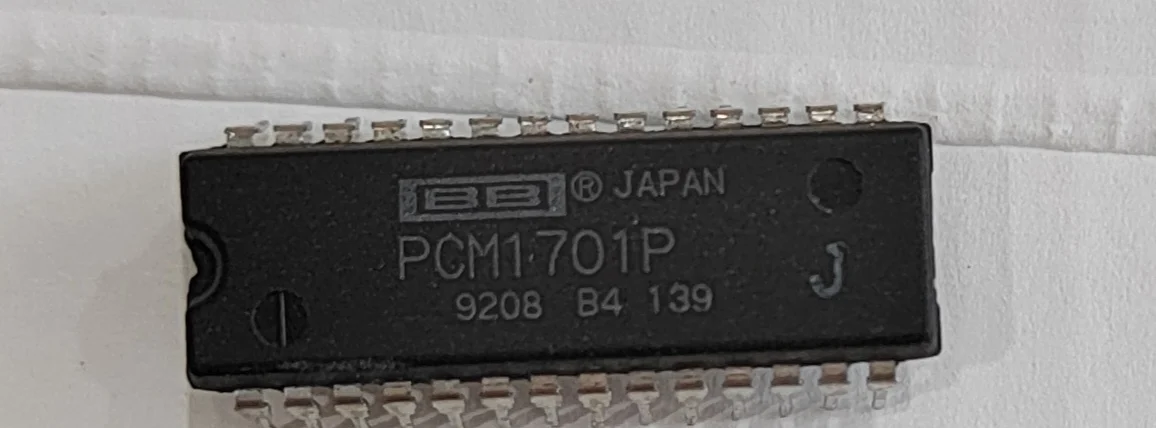 BB ® JAPAN
PCM1701P
9208 B4 139
J